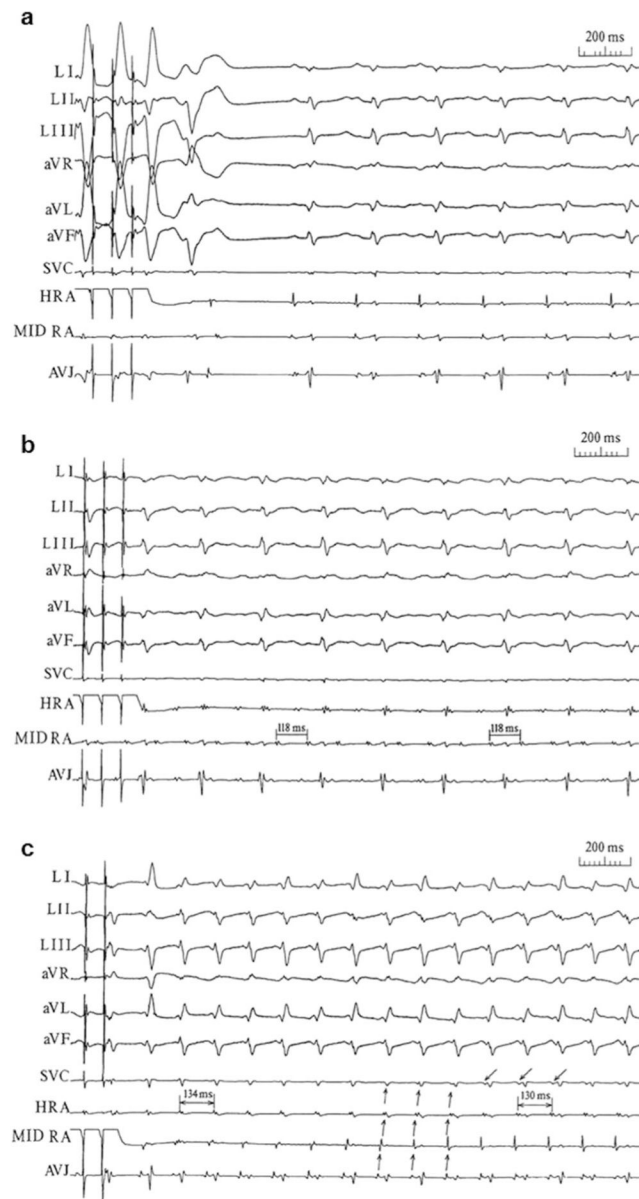 a
200 ms
LI
LII
LIII
aVR
aVL
aVF
SVC
HRA
MID RA
AVJ
b
200 ms
LI
LII
LIII
aVR
aVL
aVF
SVC
HRA
118 ms
118 ms
MID RA
AVJ
c
200 ms
LI
LII
LIII
aVR
aVL
aVF
SVC
134 ms
130 ms
HRA
MID RA
AVJ